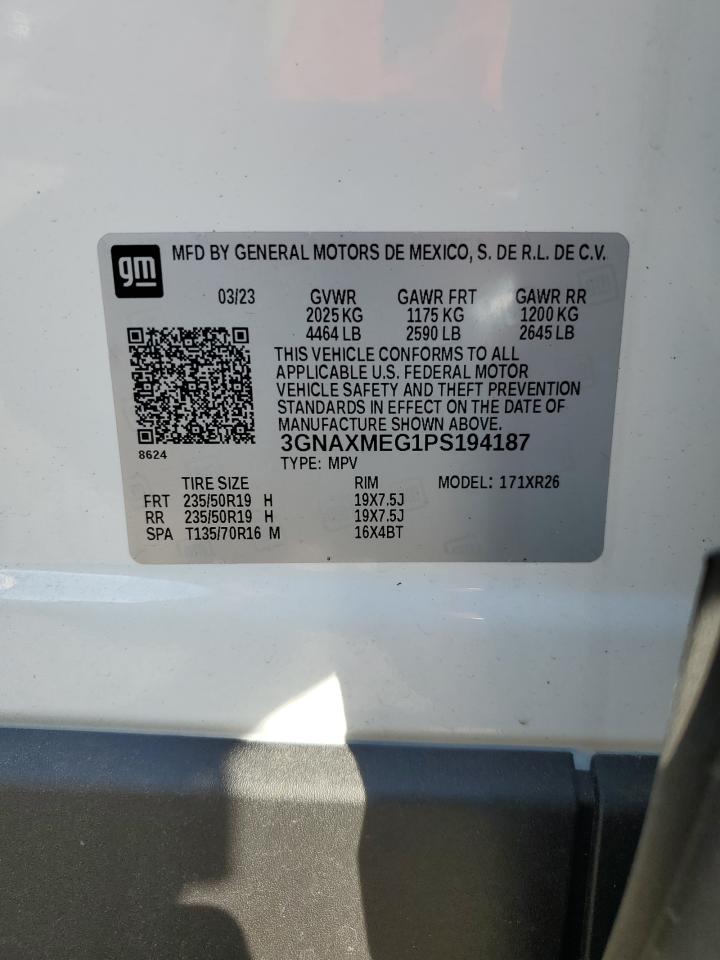 gm MFD BY GENERAL MOTORS DE MEXICO, S. DE R.L. DE C.V.
03/23 GVWR GAWR FRT GAWR RR
2025 KG 1175 KG 1200 KG
4464 LB 2590 LB 2645 LB
THIS VEHICLE CONFORMS TO ALL
APPLICABLE U.S. FEDERAL MOTOR
VEHICLE SAFETY AND THEFT PREVENTION
STANDARDS IN EFFECT ON THE DATE OF
MANUFACTURE SHOWN ABOVE.
8624 3GNAXMEG1PS194187
TYPE: MPV
TIRE SIZE RIM MODEL: 171XR26
FRT 235/50R19 H 19X7.5J
RR 235/50R19 H 19X7.5J
SPA T135/70R16 M 16X4BT